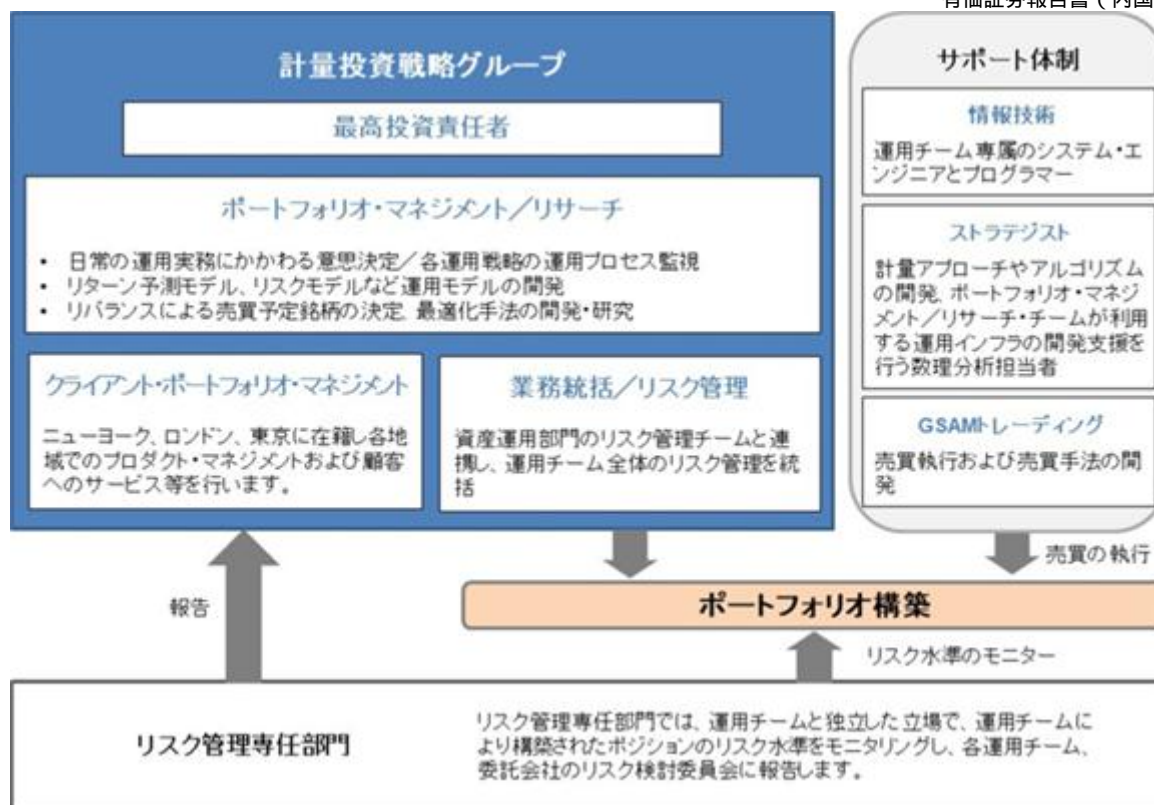 有価証券報告書（内国
計量投資戦略グループ
最高投資責任者
ポートフォリオ・マネジメント／リサーチ
• 日常の運用実務にかかわる意思決定／各運用戦略の運用プロセス監視
• リターン予測モデル、リスクモデルなど運用モデルの開発
• リバランスによる売買予定銘柄の決定、最適化手法の開発・研究
クライアント・ポートフォリオ・マネジメント
ニューヨーク、ロンドン、東京に在籍し各地
域でのプロダクト・マネジメントおよび顧客
へのサービス等を行います。
業務統括／リスク管理
資産運用部門のリスク管理チームと連
携し、運用チーム全体のリスク管理を統
括
サポート体制
情報技術
運用チーム専属のシステム・エ
ンジニアとプログラマー
ストラテジスト
計量アプローチやアルゴリズム
の開発、ポートフォリオ・マネジ
メント／リサーチ・チームが利用
する運用インフラの開発支援を
行う数理分析担当者
GSAMトレーディング
売買執行および売買手法の開
発
売買の執行
報告
ポートフォリオ構築
リスク水準のモニター
リスク管理専任部門
リスク管理専任部門では、運用チームと独立した立場で、運用チームに
より構築されたポジションのリスク水準をモニタリングし、各運用チーム、
委託会社のリスク検討委員会に報告します。